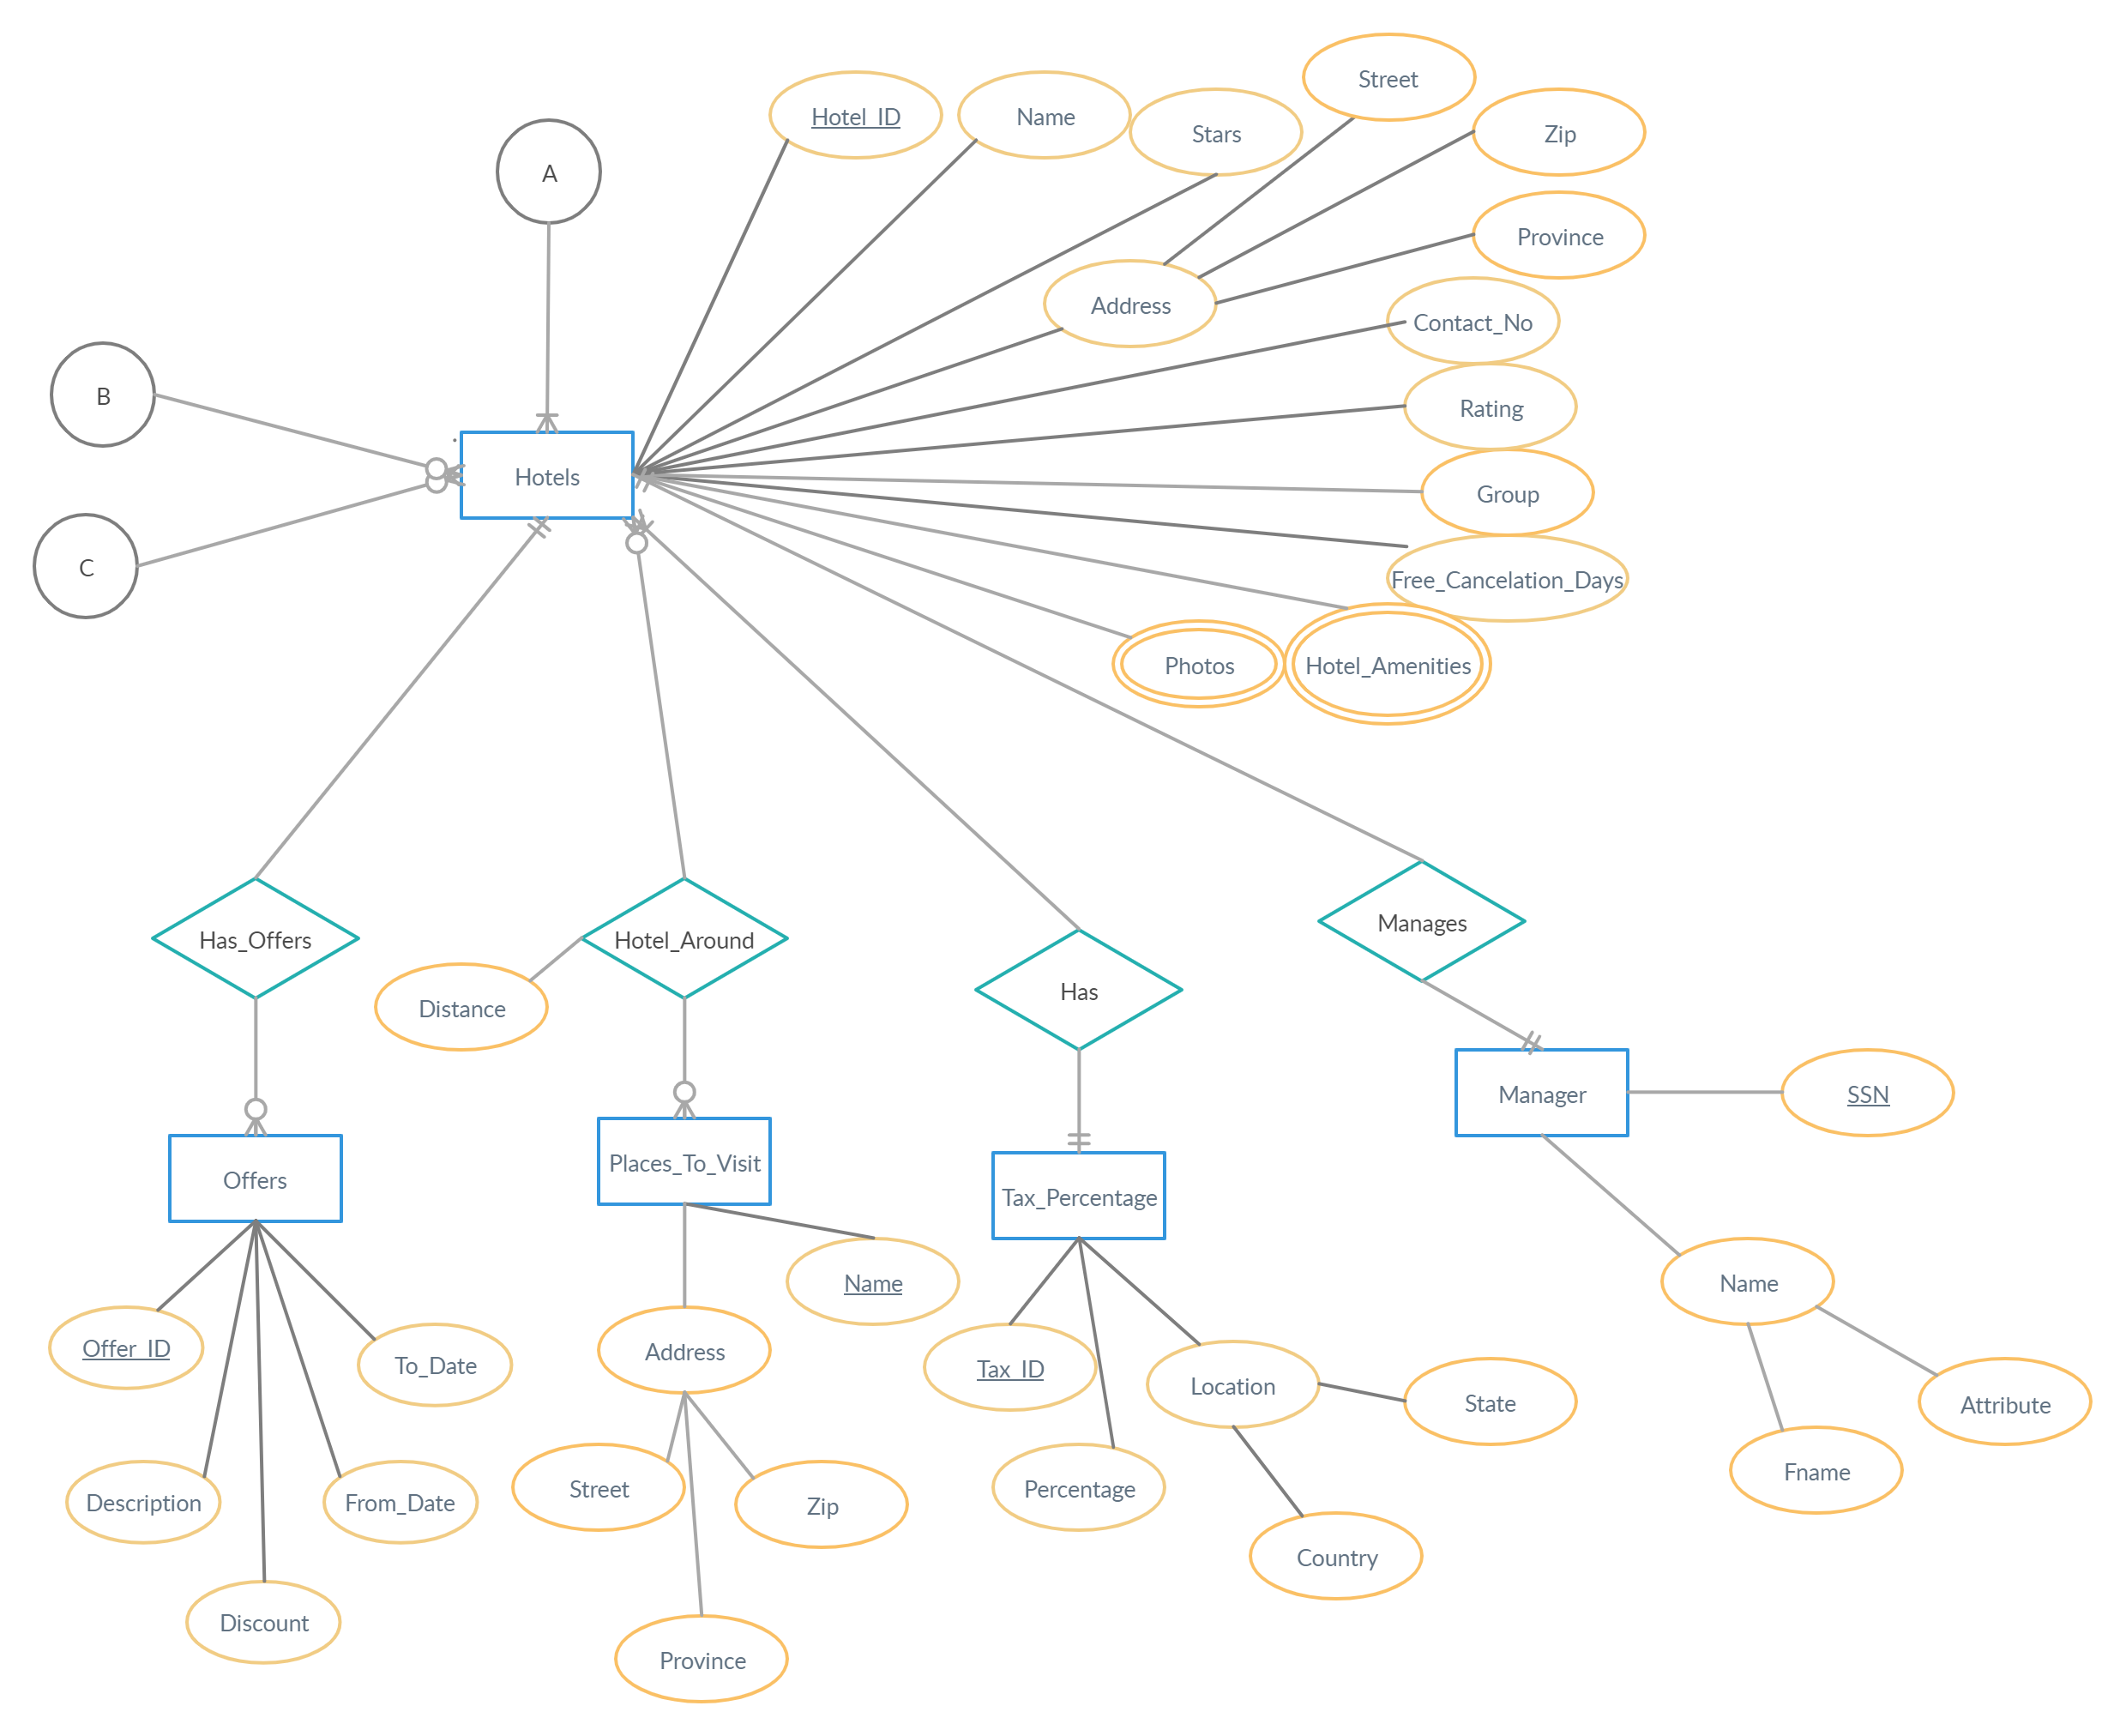 Street
Hotel_ID
Name
Stars
Zip
A
Province
Address
Contact_No
B
Rating
Hotels
Group
C
Free_Cancelation_Days
Photos
Hotel_Amenities
Manages
Has_Offers
Hotel_Around
Has
Distance
Manager
SSN
Offers
Places_To_Visit
Tax_Percentage
Name
Name
Offer_ID
To_Date
Address
Tax_ID
Location
State
Attribute
Description
From_Date
Street
Zip
Percentage
Fname
Country
Discount
Province